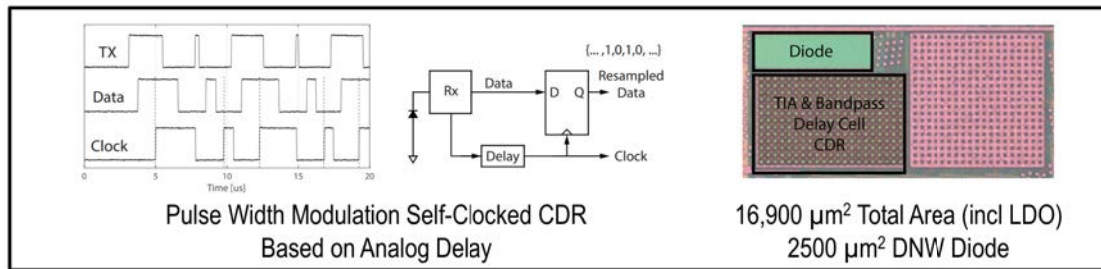 TX
Data
Clock
0 5 10 15 20
Time [us]
Rx
Data
Delay
D Q
{... ,1,0,1,0, ...}
Resampled
Data
Clock
Pulse Width Modulation Self-Clocked CDR
Based on Analog Delay
Diode
TIA & Bandpass
Delay Cell
CDR
16,900 µm² Total Area (incl LDO)
2500 µm² DNW Diode